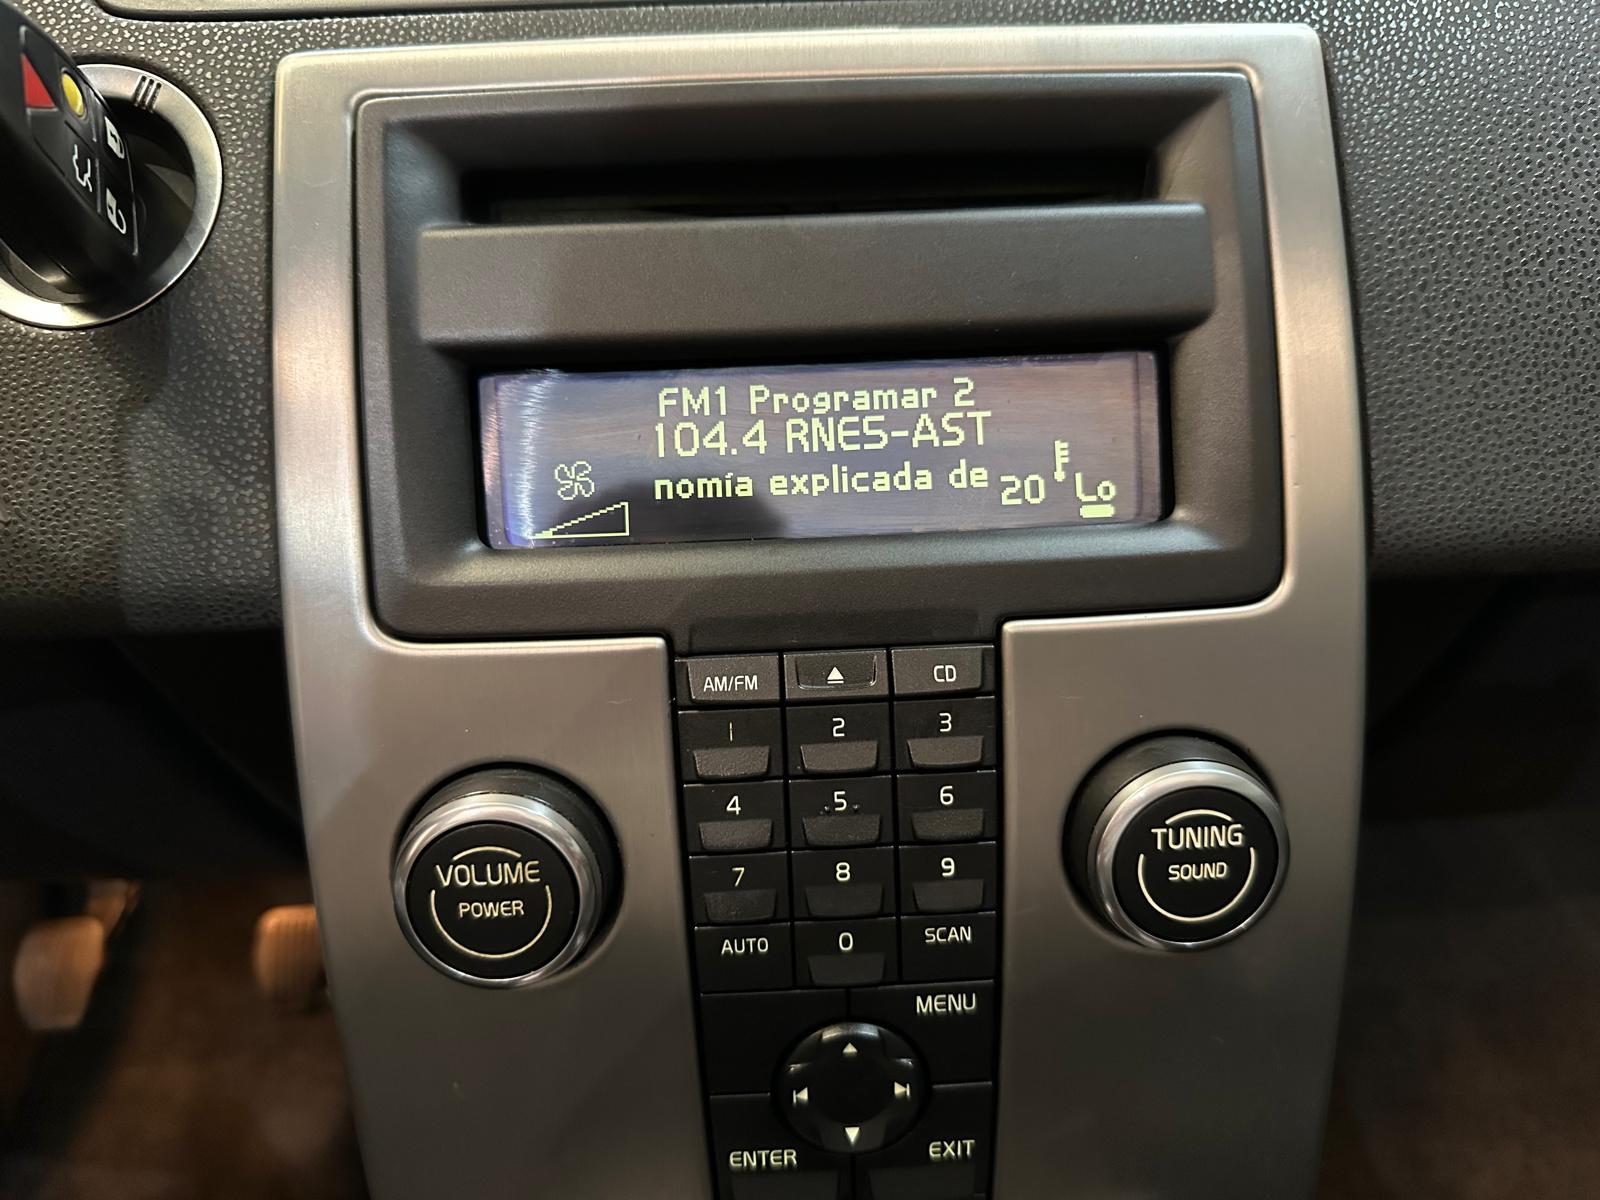 FM1 Programar 2
104.4 RNE5-AST
nomía explicada de
20
Lo
AM/FM
CD
1
2
3
4
5
6
7
8
9
AUTO
0
SCAN
MENU
ENTER
EXIT
VOLUME
POWER
TUNING
SOUND